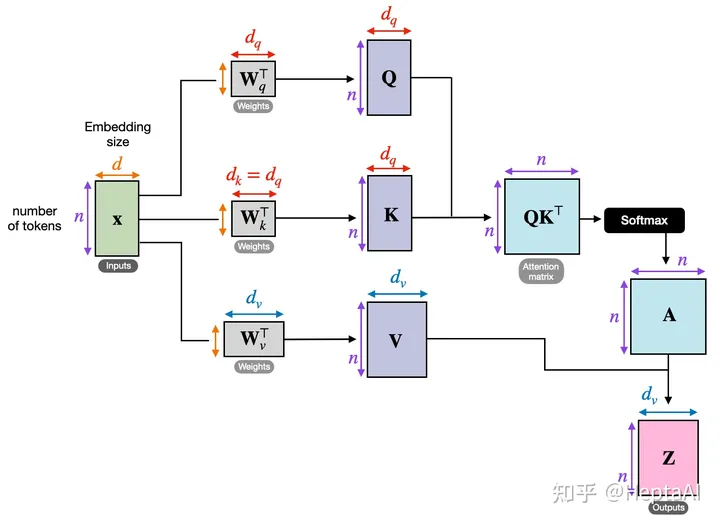 d_q
W_q^⊤
Weights
d_q
n
Q
Embedding
size
d
number
of tokens
n
x
Inputs
d_k = d_q
W_k^⊤
Weights
d_q
n
K
n
n
QK^⊤
Attention
matrix
Softmax
d_v
W_v^⊤
Weights
d_v
n
V
n
n
A
d_v
n
Z
Outputs
知乎 @HeptaAI